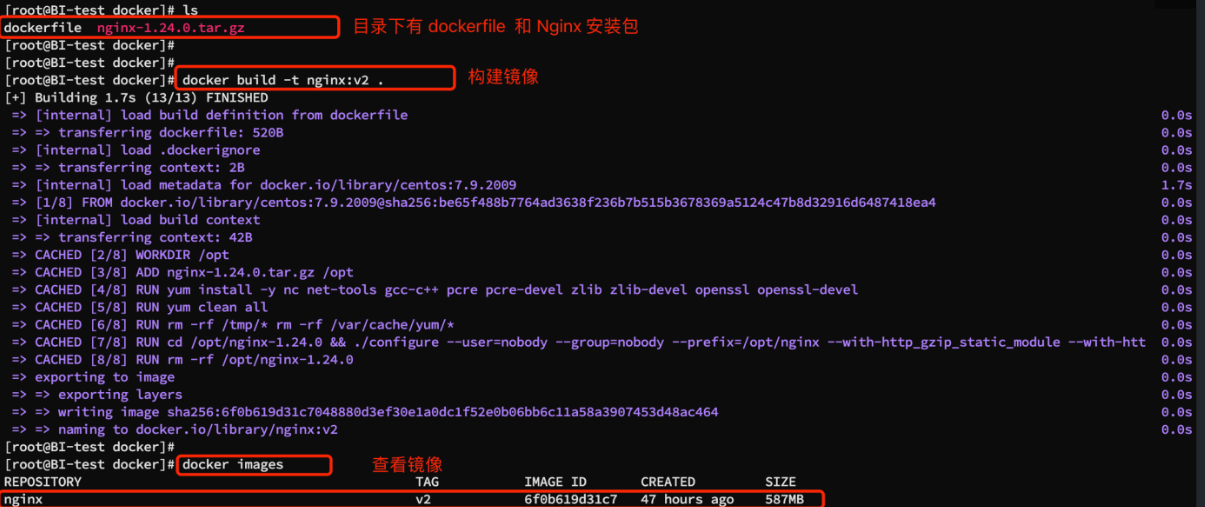 [root@BI-test docker]# ls
dockerfile nginx-1.24.0.tar.gz 目录下有 dockerfile 和 Nginx 安装包
[root@BI-test docker]#
[root@BI-test docker]#
[root@BI-test docker]# docker build -t nginx:v2 . 构建镜像
[+] Building 1.7s (13/13) FINISHED
=> [internal] load build definition from dockerfile 0.0s
=> => transferring dockerfile: 520B 0.0s
=> [internal] load .dockerignore 0.0s
=> => transferring context: 2B 0.0s
=> [internal] load metadata for docker.io/library/centos:7.9.2009 1.7s
=> [1/8] FROM docker.io/library/centos:7.9.2009@sha256:be65f488b7764ad3638f236b7b515b3678369a5124c47b8d32916d6487418ea4 0.0s
=> [internal] load build context 0.0s
=> => transferring context: 42B 0.0s
=> CACHED [2/8] WORKDIR /opt 0.0s
=> CACHED [3/8] ADD nginx-1.24.0.tar.gz /opt 0.0s
=> CACHED [4/8] RUN yum install -y nc net-tools gcc-c++ pcre pcre-devel zlib zlib-devel openssl openssl-devel 0.0s
=> CACHED [5/8] RUN yum clean all 0.0s
=> CACHED [6/8] RUN rm -rf /tmp/* rm -rf /var/cache/yum/* 0.0s
=> CACHED [7/8] RUN cd /opt/nginx-1.24.0 && ./configure --user=nobody --group=nobody --prefix=/opt/nginx --with-http_gzip_static_module --with-htt 0.0s
=> CACHED [8/8] RUN rm -rf /opt/nginx-1.24.0 0.0s
=> exporting to image 0.0s
=> => exporting layers 0.0s
=> => writing image sha256:6f0b619d31c7048880d3ef30e1a0dc1f52e0b06bb6c11a58a3907453d48ac464 0.0s
=> => naming to docker.io/library/nginx:v2 0.0s
[root@BI-test docker]#
[root@BI-test docker]# docker images 查看镜像
REPOSITORY TAG IMAGE ID CREATED SIZE
nginx v2 6f0b619d31c7 47 hours ago 587MB